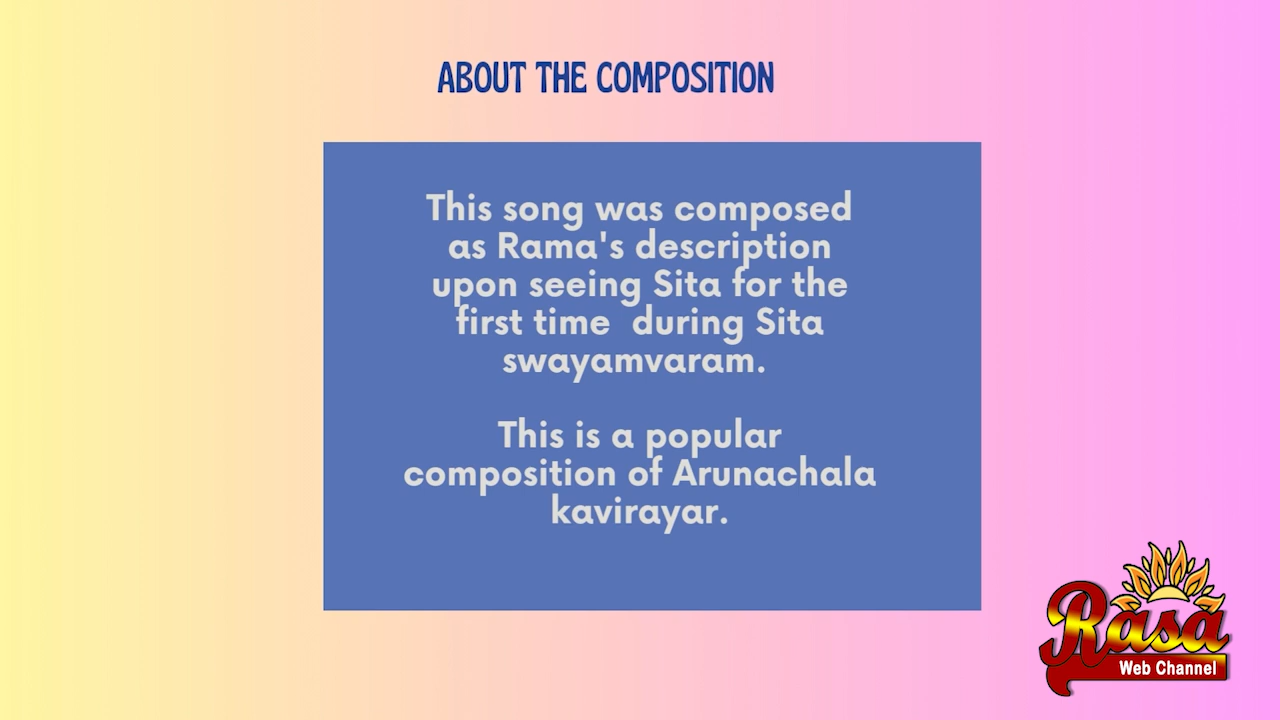 ABOUT THE COMPOSITION
This song was composed
as Rama's description
upon seeing Sita for the
first time during Sita
swayamvaram.
This is a popular
composition of Arunachala
kavirayar.
Rasa
Web Channel